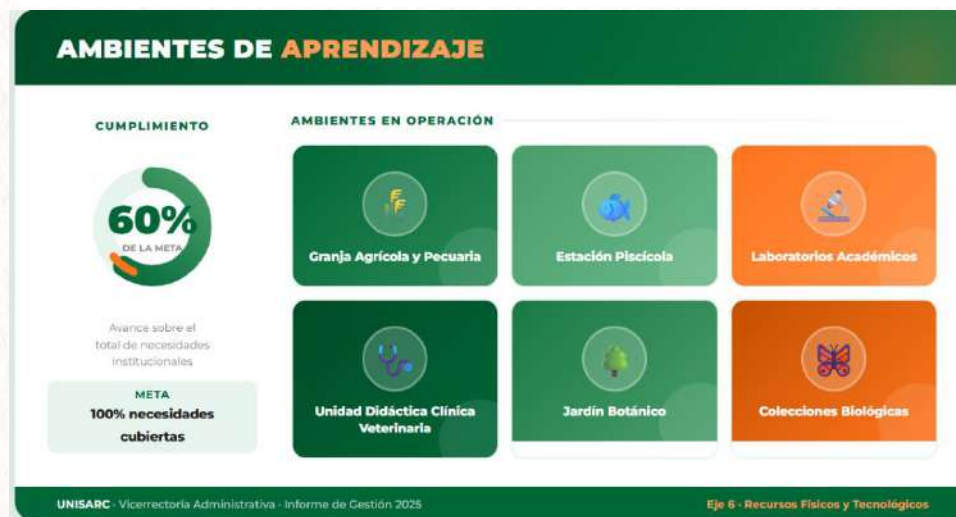 AMBIENTES DE APRENDIZAJE
CUMPLIMIENTO
60%
DE LA META
Avance sobre el
total de necesidades
institucionales
META
100% necesidades
cubiertas
AMBIENTES EN OPERACIÓN
Granja Agrícola y Pecuaria
Estación Piscícola
Laboratorios Académicos
Unidad Didáctica Clínica
Veterinaria
Jardín Botánico
Colecciones Biológicas
UNISARC - Vicerrectoría Administrativa - Informe de Gestión 2025
Eje 6 - Recursos Físicos y Tecnológicos